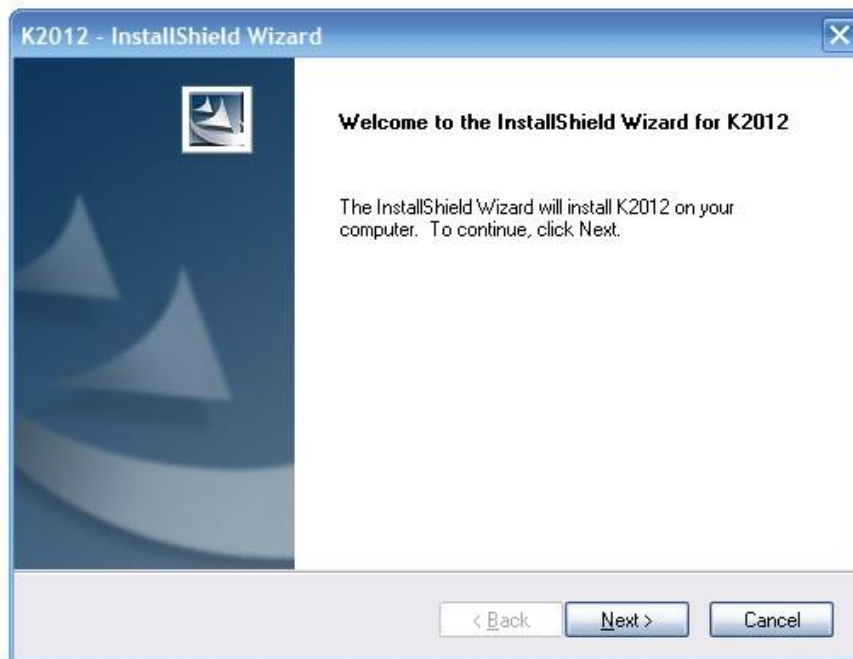 K2012 - InstallShield Wizard
Welcome to the InstallShield Wizard for K2012
The InstallShield Wizard will install K2012 on your
computer.  To continue, click Next.
< Back
Next >
Cancel